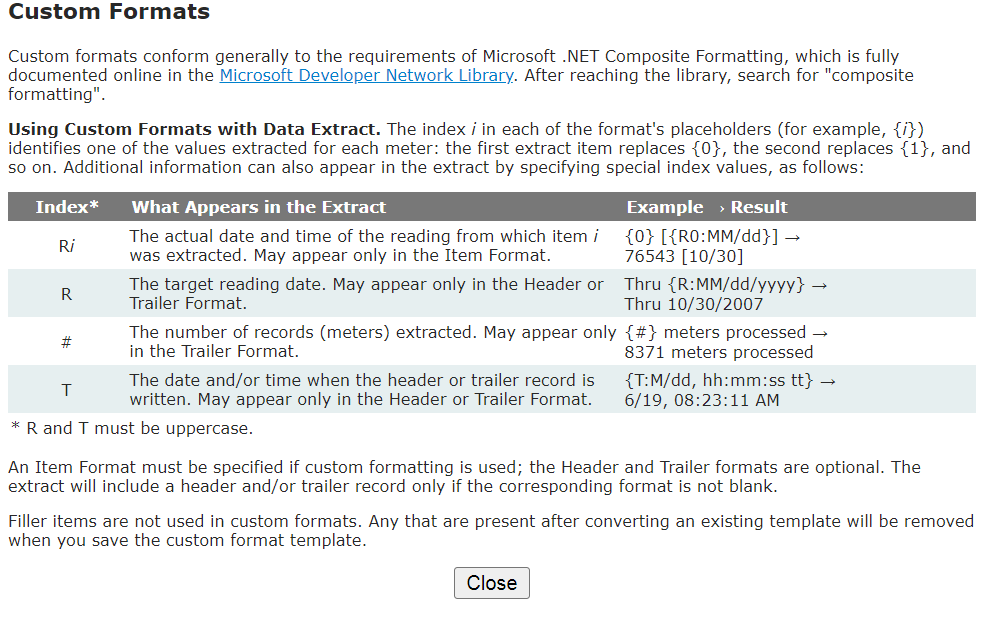 Custom Formats
Custom formats conform generally to the requirements of Microsoft .NET Composite Formatting, which is fully
documented online in the Microsoft Developer Network Library. After reaching the library, search for "composite
formatting".
Using Custom Formats with Data Extract. The index i in each of the format's placeholders (for example, {i})
identifies one of the values extracted for each meter: the first extract item replaces {0}, the second replaces {1}, and
so on. Additional information can also appear in the extract by specifying special index values, as follows:
Index* What Appears in the Extract Example › Result
Ri The actual date and time of the reading from which item i {0} [{R0:MM/dd}] →
was extracted. May appear only in the Item Format. 76543 [10/30]
R The target reading date. May appear only in the Header or Thru {R:MM/dd/yyyy} →
Trailer Format. Thru 10/30/2007
# The number of records (meters) extracted. May appear only {#} meters processed →
in the Trailer Format. 8371 meters processed
T The date and/or time when the header or trailer record is {T:M/dd, hh:mm:ss tt} →
written. May appear only in the Header or Trailer Format. 6/19, 08:23:11 AM
* R and T must be uppercase.
An Item Format must be specified if custom formatting is used; the Header and Trailer formats are optional. The
extract will include a header and/or trailer record only if the corresponding format is not blank.
Filler items are not used in custom formats. Any that are present after converting an existing template will be removed
when you save the custom format template.
Close